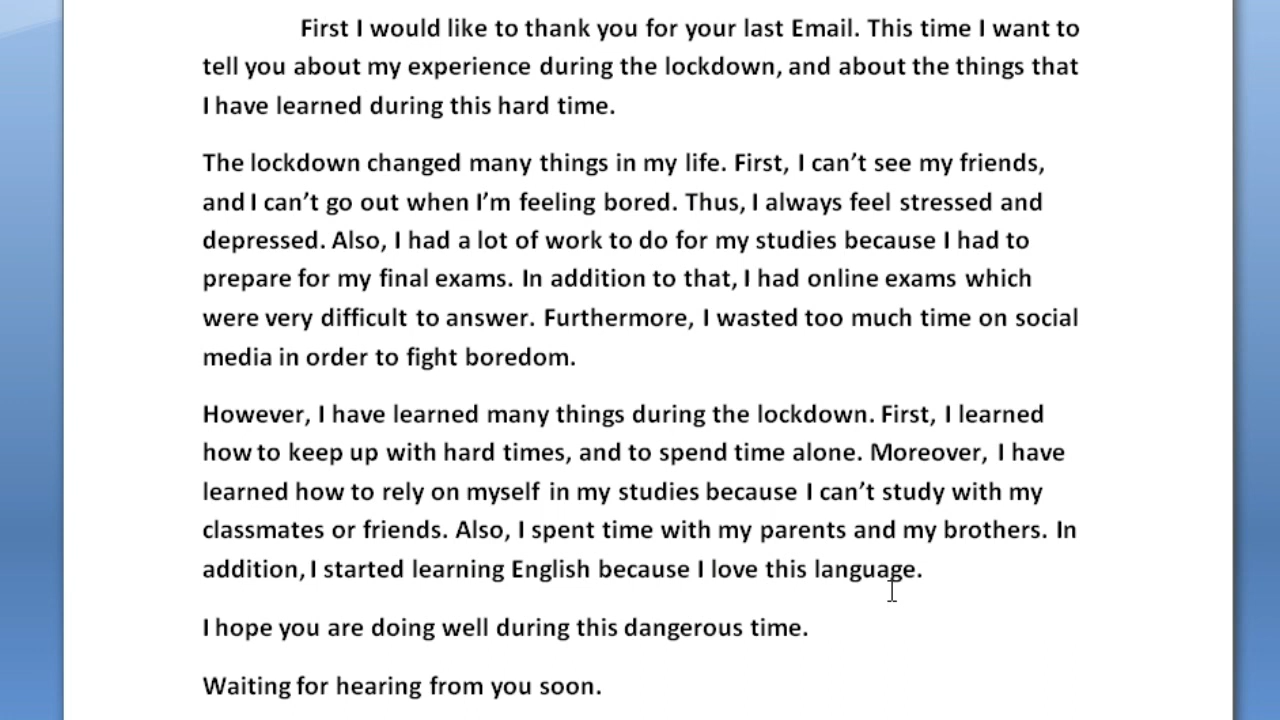 First I would like to thank you for your last Email. This time I want to
tell you about my experience during the lockdown, and about the things that
I have learned during this hard time.
The lockdown changed many things in my life. First, I can’t see my friends,
and I can’t go out when I’m feeling bored. Thus, I always feel stressed and
depressed. Also, I had a lot of work to do for my studies because I had to
prepare for my final exams. In addition to that, I had online exams which
were very difficult to answer. Furthermore, I wasted too much time on social
media in order to fight boredom.
However, I have learned many things during the lockdown. First, I learned
how to keep up with hard times, and to spend time alone. Moreover, I have
learned how to rely on myself in my studies because I can’t study with my
classmates or friends. Also, I spent time with my parents and my brothers. In
addition, I started learning English because I love this language.
I hope you are doing well during this dangerous time.
Waiting for hearing from you soon.